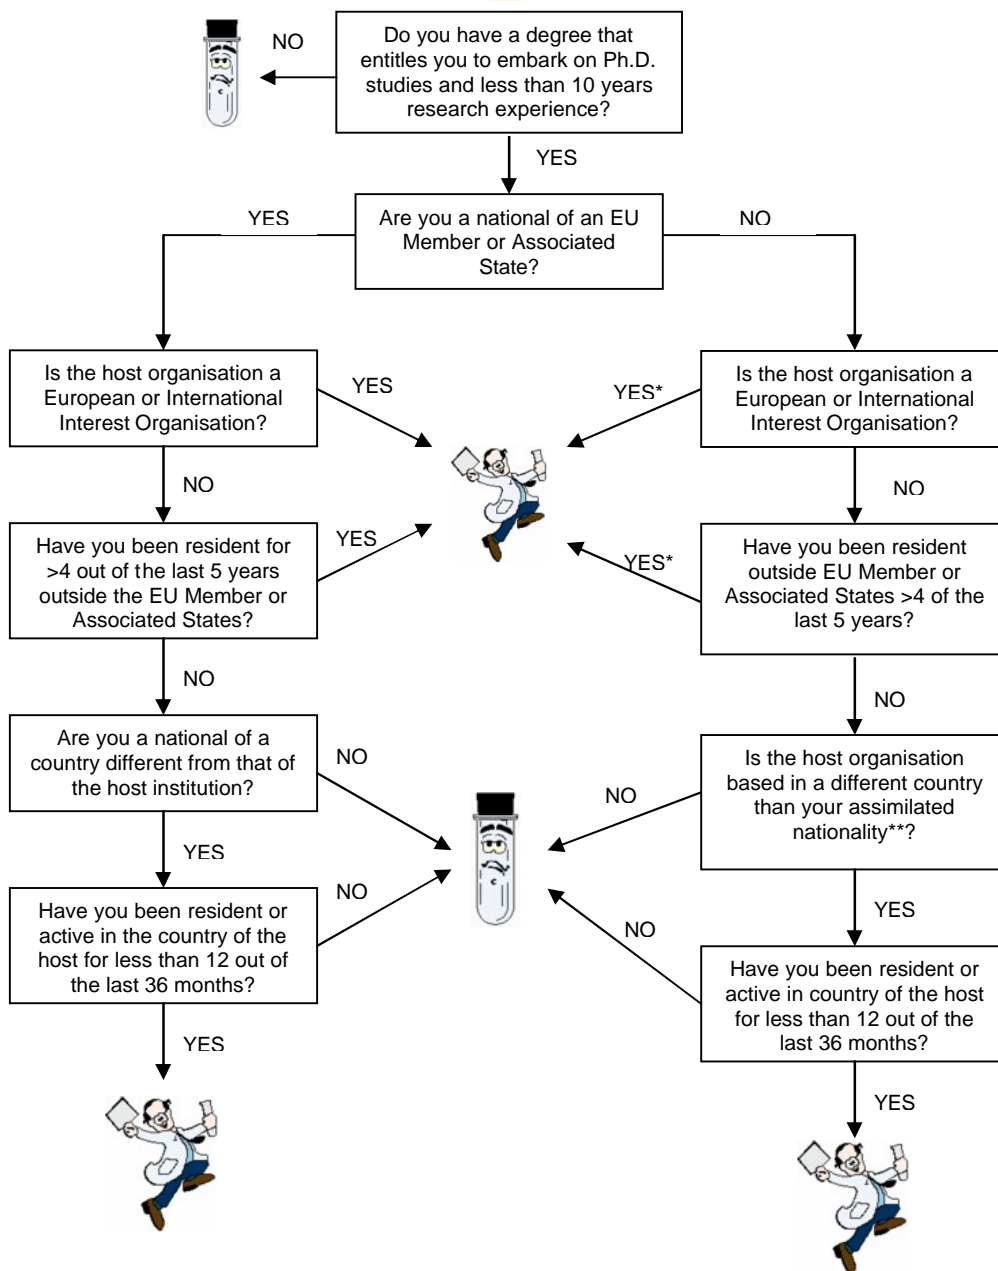 Do you have a degree that
entitles you to embark on Ph.D.
studies and less than 10 years
research experience?
NO
YES
Are you a national of an EU
Member or Associated
State?
YES
NO
Is the host organisation a
European or International
Interest Organisation?
YES
YES*
Is the host organisation a
European or International
Interest Organisation?
NO
NO
Have you been resident for
>4 out of the last 5 years
outside the EU Member or
Associated States?
YES
YES*
Have you been resident
outside EU Member or
Associated States >4 of the
last 5 years?
NO
NO
Are you a national of a
country different from that of
the host institution?
NO
NO
Is the host organisation
based in a different country
than your assimilated
nationality**?
YES
YES
Have you been resident or
active in the country of the
host for less than 12 out of
the last 36 months?
NO
NO
Have you been resident or
active in country of the host
for less than 12 out of the
last 36 months?
YES
YES